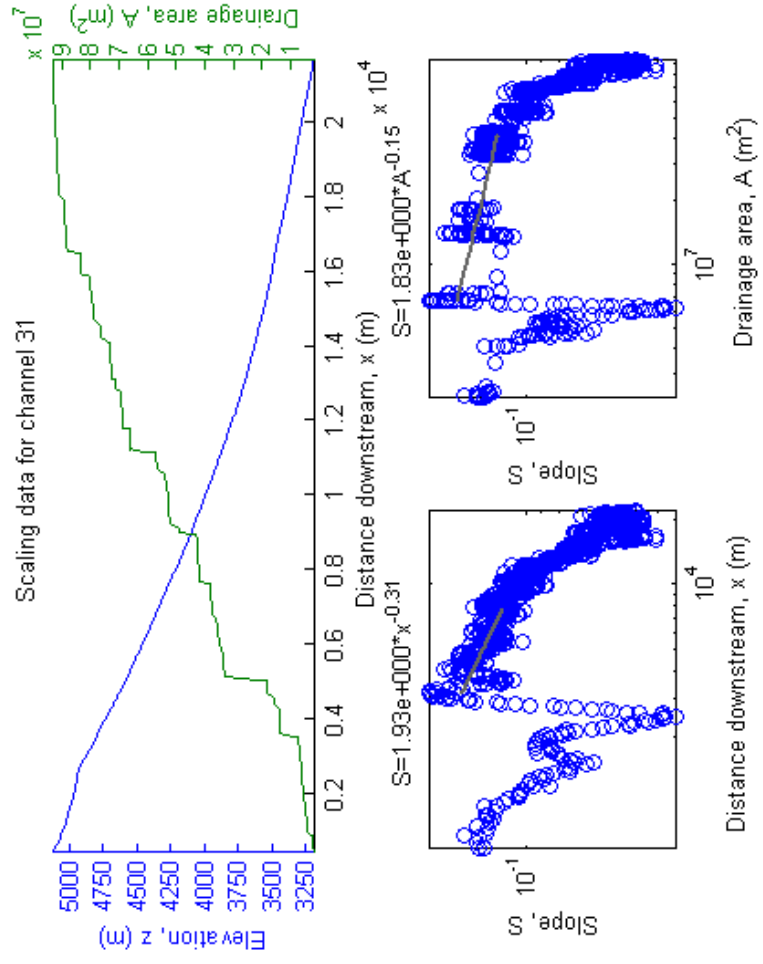 Scaling data for channel 31
x 10^7
Elevation, z (m)
5000
4750
4500
4250
4000
3750
3500
3250
Drainage area, A (m^2)
9
8
7
6
5
4
3
2
1
0.2 0.4 0.6 0.8 1 1.2 1.4 1.6 1.8 2
x 10^4
Distance downstream, x (m)
S=1.93e+000*x^-0.31
Slope, S
10^-1
10^4
Distance downstream, x (m)
S=1.83e+000*A^-0.15
Slope, S
10^-1
10^7
Drainage area, A (m^2)